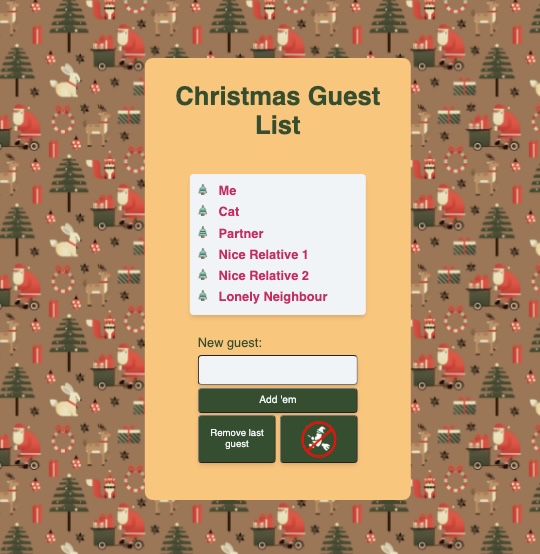 Christmas Guest
List
Me
Cat
Partner
Nice Relative 1
Nice Relative 2
Lonely Neighbour
New guest:
Add 'em
Remove last
guest